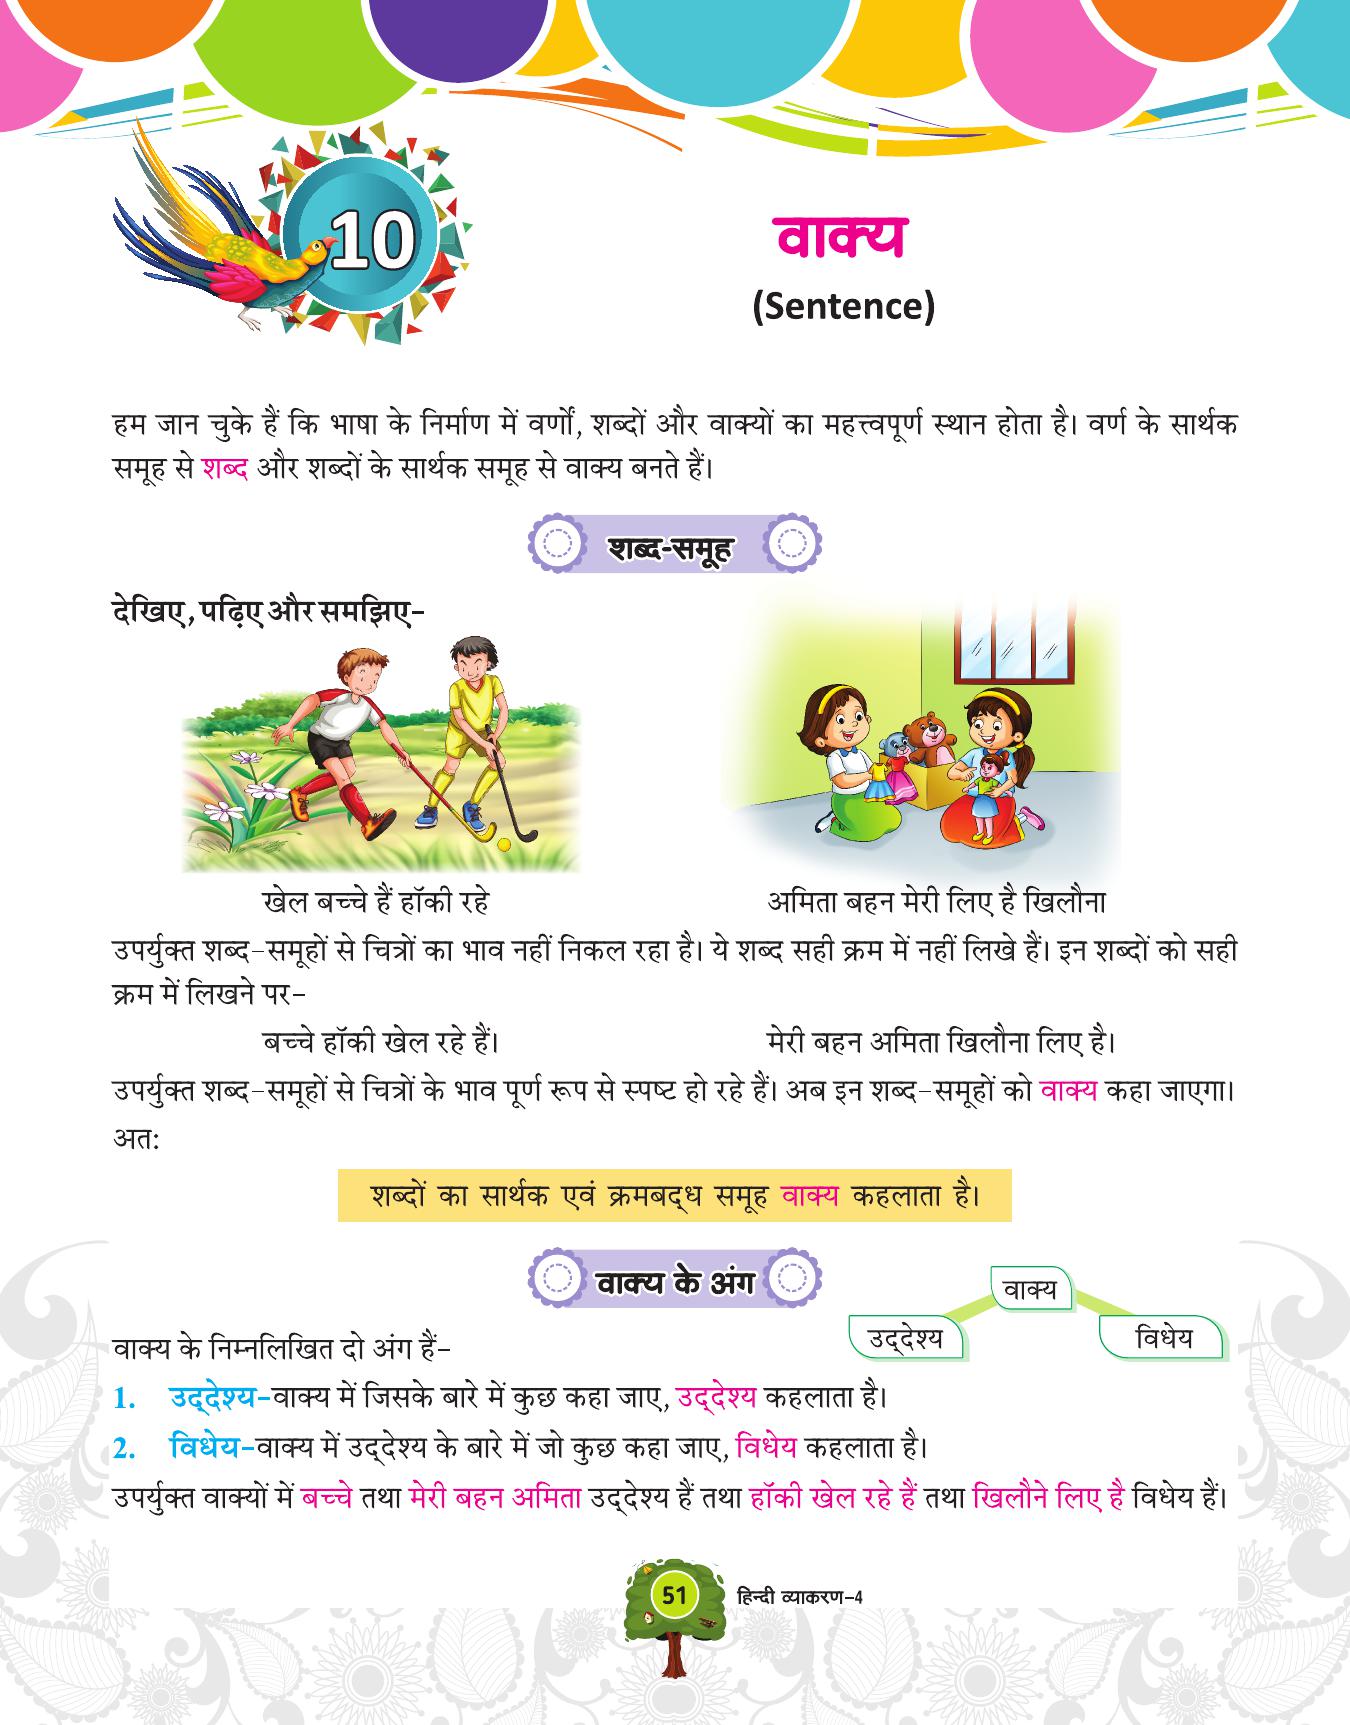 10
वाक्य
(Sentence)
हम जान चुके हैं कि भाषा के निर्माण में वर्णों, शब्दों और वाक्यों का महत्त्वपूर्ण स्थान होता है। वर्ण के सार्थक
समूह से शब्द और शब्दों के सार्थक समूह से वाक्य बनते हैं।
शब्द-समूह
देखिए, पढ़िए और समझिए-
खेल बच्चे हैं हॉकी रहे
अमिता बहन मेरी लिए है खिलौना
उपर्युक्त शब्द-समूहों से चित्रों का भाव नहीं निकल रहा है। ये शब्द सही क्रम में नहीं लिखे हैं। इन शब्दों को सही
क्रम में लिखने पर-
बच्चे हॉकी खेल रहे हैं।
मेरी बहन अमिता खिलौना लिए है।
उपर्युक्त शब्द-समूहों से चित्रों के भाव पूर्ण रूप से स्पष्ट हो रहे हैं। अब इन शब्द-समूहों को वाक्य कहा जाएगा।
अत:
शब्दों का सार्थक एवं क्रमबद्ध समूह वाक्य कहलाता है।
वाक्य के अंग
वाक्य
उद्देश्य
विधेय
वाक्य के निम्नलिखित दो अंग हैं-
1. उद्देश्य-वाक्य में जिसके बारे में कुछ कहा जाए, उद्देश्य कहलाता है।
2. विधेय-वाक्य में उद्देश्य के बारे में जो कुछ कहा जाए, विधेय कहलाता है।
उपर्युक्त वाक्यों में बच्चे तथा मेरी बहन अमिता उद्देश्य हैं तथा हॉकी खेल रहे हैं तथा खिलौने लिए है विधेय हैं।
51
हिन्दी व्याकरण-4